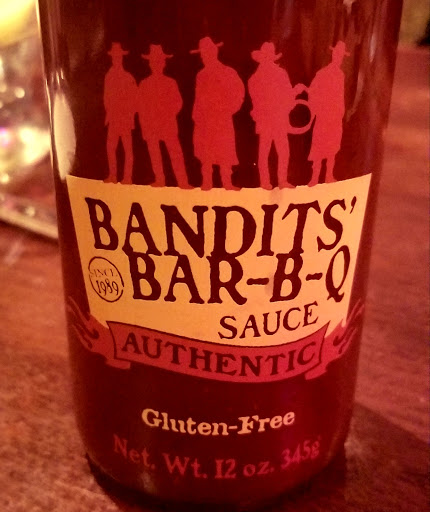 BANDITS'
SINCE
1989
BAR-B-Q
SAUCE
AUTHENTIC
Gluten-Free
Net. Wt. 12 oz. 345g